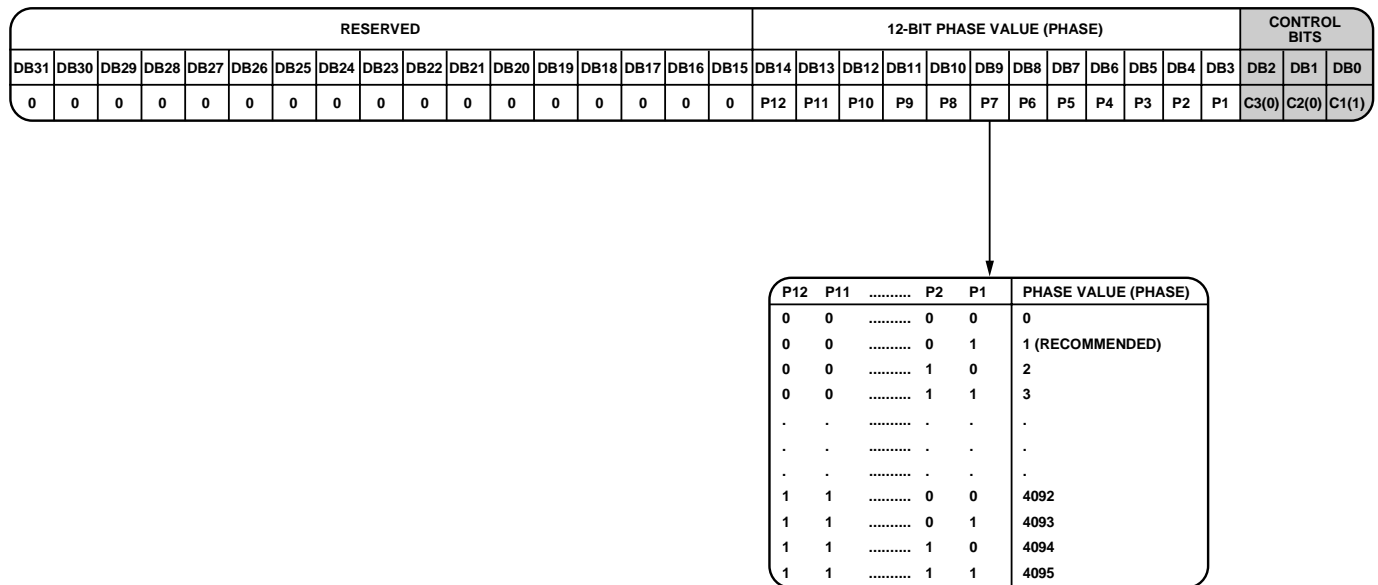 RESERVED 12-BIT PHASE VALUE (PHASE) CONTROL
BITS
DB31 DB30 DB29 DB28 DB27 DB26 DB25 DB24 DB23 DB22 DB21 DB20 DB19 DB18 DB17 DB16 DB15 DB14 DB13 DB12 DB11 DB10 DB9 DB8 DB7 DB6 DB5 DB4 DB3 DB2 DB1 DB0
0 0 0 0 0 0 0 0 0 0 0 0 0 0 0 0 0 P12 P11 P10 P9 P8 P7 P6 P5 P4 P3 P2 P1 C3(0) C2(0) C1(1)
P12 P11 .......... P2 P1 PHASE VALUE (PHASE)
0 0 .......... 0 0 0
0 0 .......... 0 1 1 (RECOMMENDED)
0 0 .......... 1 0 2
0 0 .......... 1 1 3
. . .......... . . .
. . .......... . . .
. . .......... . . .
1 1 .......... 0 0 4092
1 1 .......... 0 1 4093
1 1 .......... 1 0 4094
1 1 .......... 1 1 4095